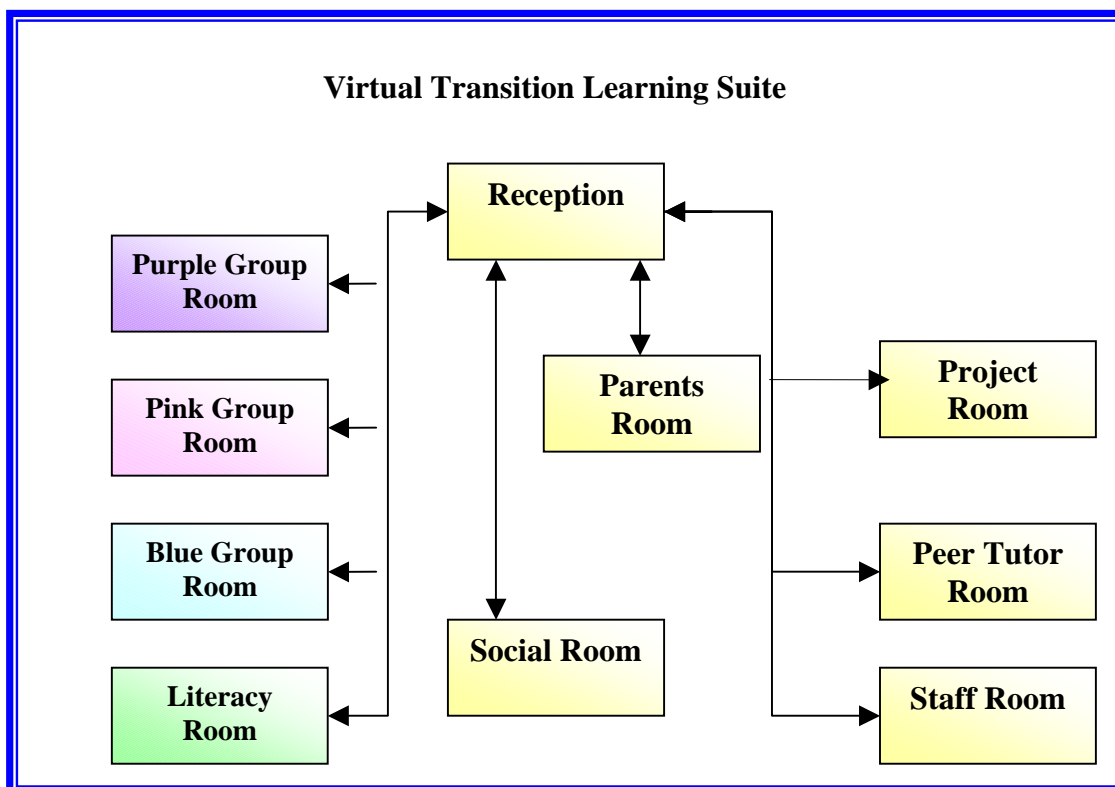 Virtual Transition Learning Suite
Reception
Purple Group
Room
Pink Group
Room
Blue Group
Room
Literacy
Room
Parents
Room
Social Room
Project
Room
Peer Tutor
Room
Staff Room